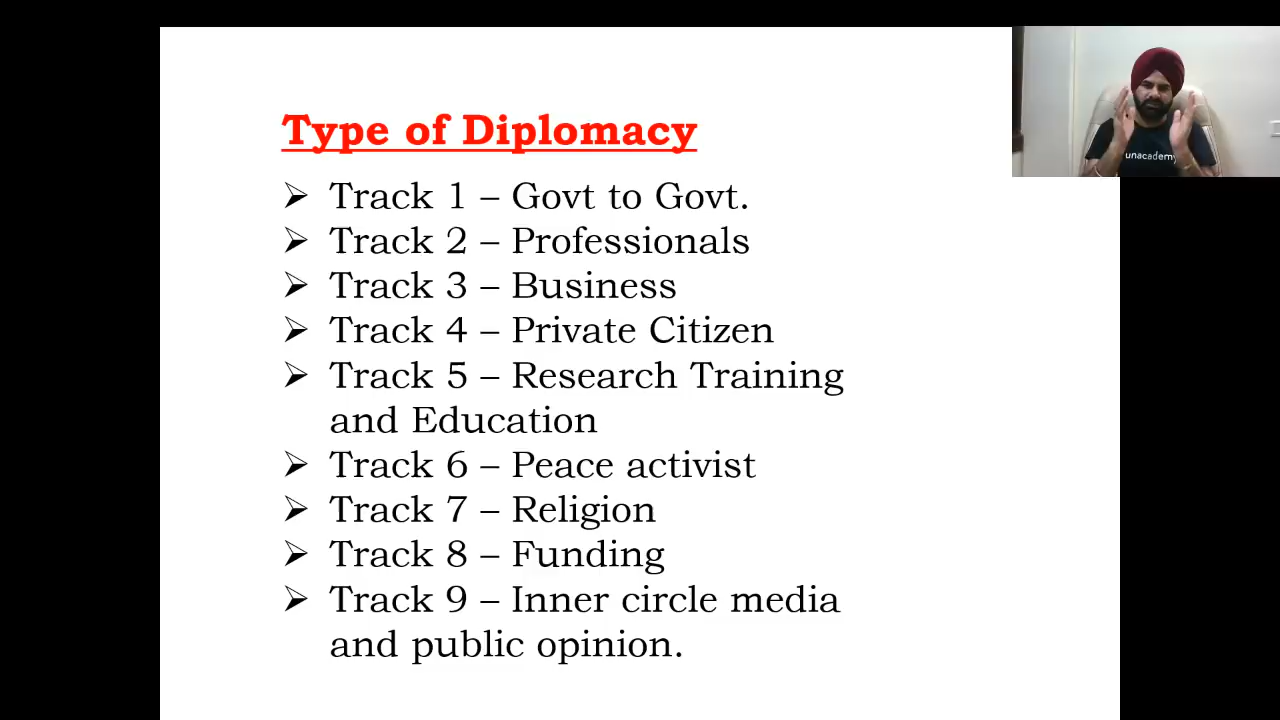 Type of Diplomacy
➢ Track 1 – Govt to Govt.
➢ Track 2 – Professionals
➢ Track 3 – Business
➢ Track 4 – Private Citizen
➢ Track 5 – Research Training
and Education
➢ Track 6 – Peace activist
➢ Track 7 – Religion
➢ Track 8 – Funding
➢ Track 9 – Inner circle media
and public opinion.
unacademy